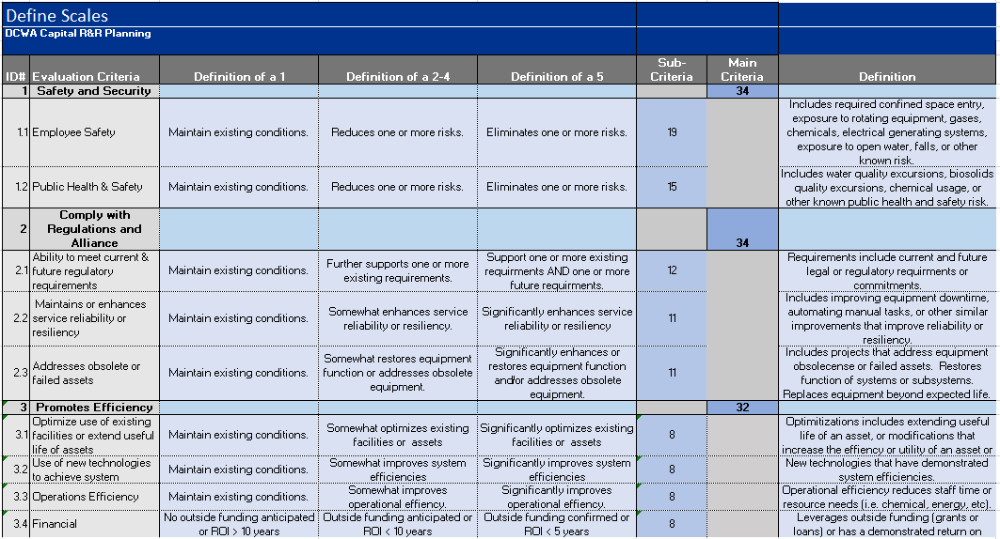 Define Scales
DCWA Capital R&R Planning
ID# Evaluation Criteria Definition of a 1 Definition of a 2-4 Definition of a 5 Sub-Criteria Main Criteria Definition
1 Safety and Security 34
1.1 Employee Safety Maintain existing conditions. Reduces one or more risks. Eliminates one or more risks. 19 Includes required confined space entry, exposure to rotating equipment, gases, chemicals, electrical generating systems, exposure to open water, falls, or other known risk.
1.2 Public Health & Safety Maintain existing conditions. Reduces one or more risks. Eliminates one or more risks. 15 Includes water quality excursions, biosolids quality excursions, chemical usage, or other known public health and safety risk.
2 Comply with Regulations and Alliance 34
2.1 Ability to meet current & future regulatory requirements Maintain existing conditions. Further supports one or more existing requirements. Support one or more existing requirments AND one or more future requirments. 12 Requirements include current and future legal or regulatory requirments or commitments.
2.2 Maintains or enhances service reliability or resiliency Maintain existing conditions. Somewhat enhances service reliability or resiliency. Significantly enhances service reliability or resiliency 11 Includes improving equipment downtime, automating manual tasks, or other similar improvements that improve reliability or resiliency.
2.3 Addresses obsolete or failed assets Maintain existing conditions. Somewhat restores equipment function or addresses obsolete equipment. Significantly enhances or restores equipment function and/or addresses obsolete equipment. 11 Includes projects that address equipment obsolecense or failed assets. Restores function of systems or subsystems. Replaces equipment beyond expected life.
3 Promotes Efficiency 32
3.1 Optimize use of existing facilities or extend useful life of assets Maintain existing conditions. Somewhat optimizes existing facilities or assets Significantly optimizes existing facilities or assets 8 Optimitizations includes extending useful life of an asset, or modifications that increase the effiency or utility of an asset or
3.2 Use of new technologies to achieve system Maintain existing conditions. Somewhat improves system efficiencies Significantly improves system efficiencies 8 New technologies that have demonstrated system efficiencies.
3.3 Operations Efficiency Maintain existing conditions. Somewhat improves operational effiency. Significantly improves operational effiency. 8 Operational efficiency reduces staff time or resource needs (i.e. chemical, energy, etc).
3.4 Financial No outside funding anticipated or ROI > 10 years Outside funding anticipated or ROI < 10 years Outside funding confirmed or ROI < 5 years 8 Leverages outside funding (grants or loans) or has a demonstrated return on